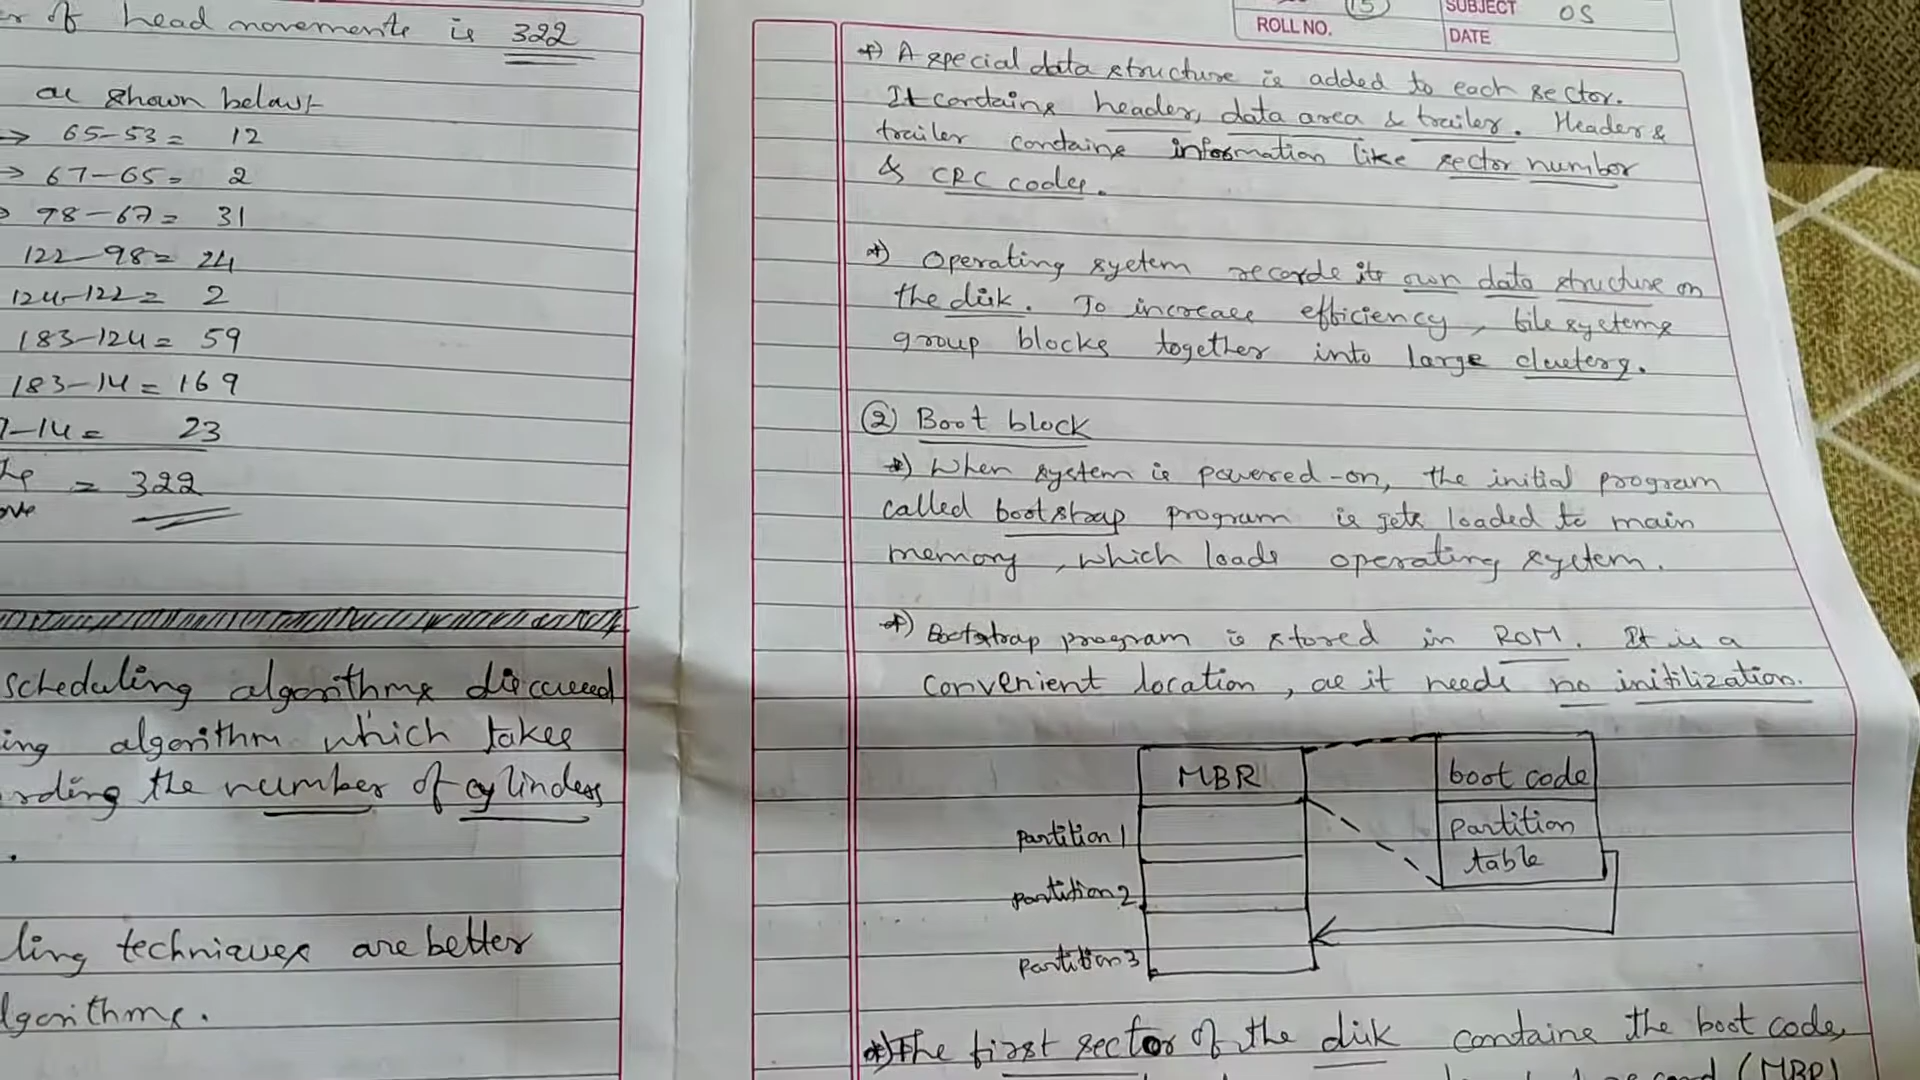 of head movements is 322
as shown below:-
→ 65-53= 12
→ 67-65= 2
98-67= 31
122-98= 24
124-122= 2
183-124= 59
183-14= 169
-14= 23
= 322
scheduling algorithms discussed
ing algorithm which takes
rding the number of cylinders
.
ling techniques are better
lgorithms.
15
SUBJECT OS
ROLL NO.
DATE
*) A special data structure is added to each sector.
It contains header, data area & trailer. Header &
trailer contains information like sector number
& CRC codes.
*) Operating system records its own data structure on
the disk. To increase efficiency, file systems
group blocks together into large clusters.
② Boot block
*) When system is powered-on, the initial program
called bootstrap program is gets loaded to main
memory, which loads operating system.
*) Bootstrap program is stored in ROM. It is a
convenient location, as it needs no initilization.
MBR
boot code
partition 1
partition
table
partition 2
partition 3
*) The first sector of the disk contains the boot code,
(MBR)